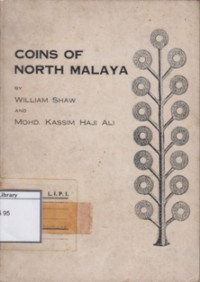 COINS OF
NORTH MALAYA
BY
WILLIAM SHAW
AND
MOHD. KASSIM HAJI ALI
Library
L.I.P.I.